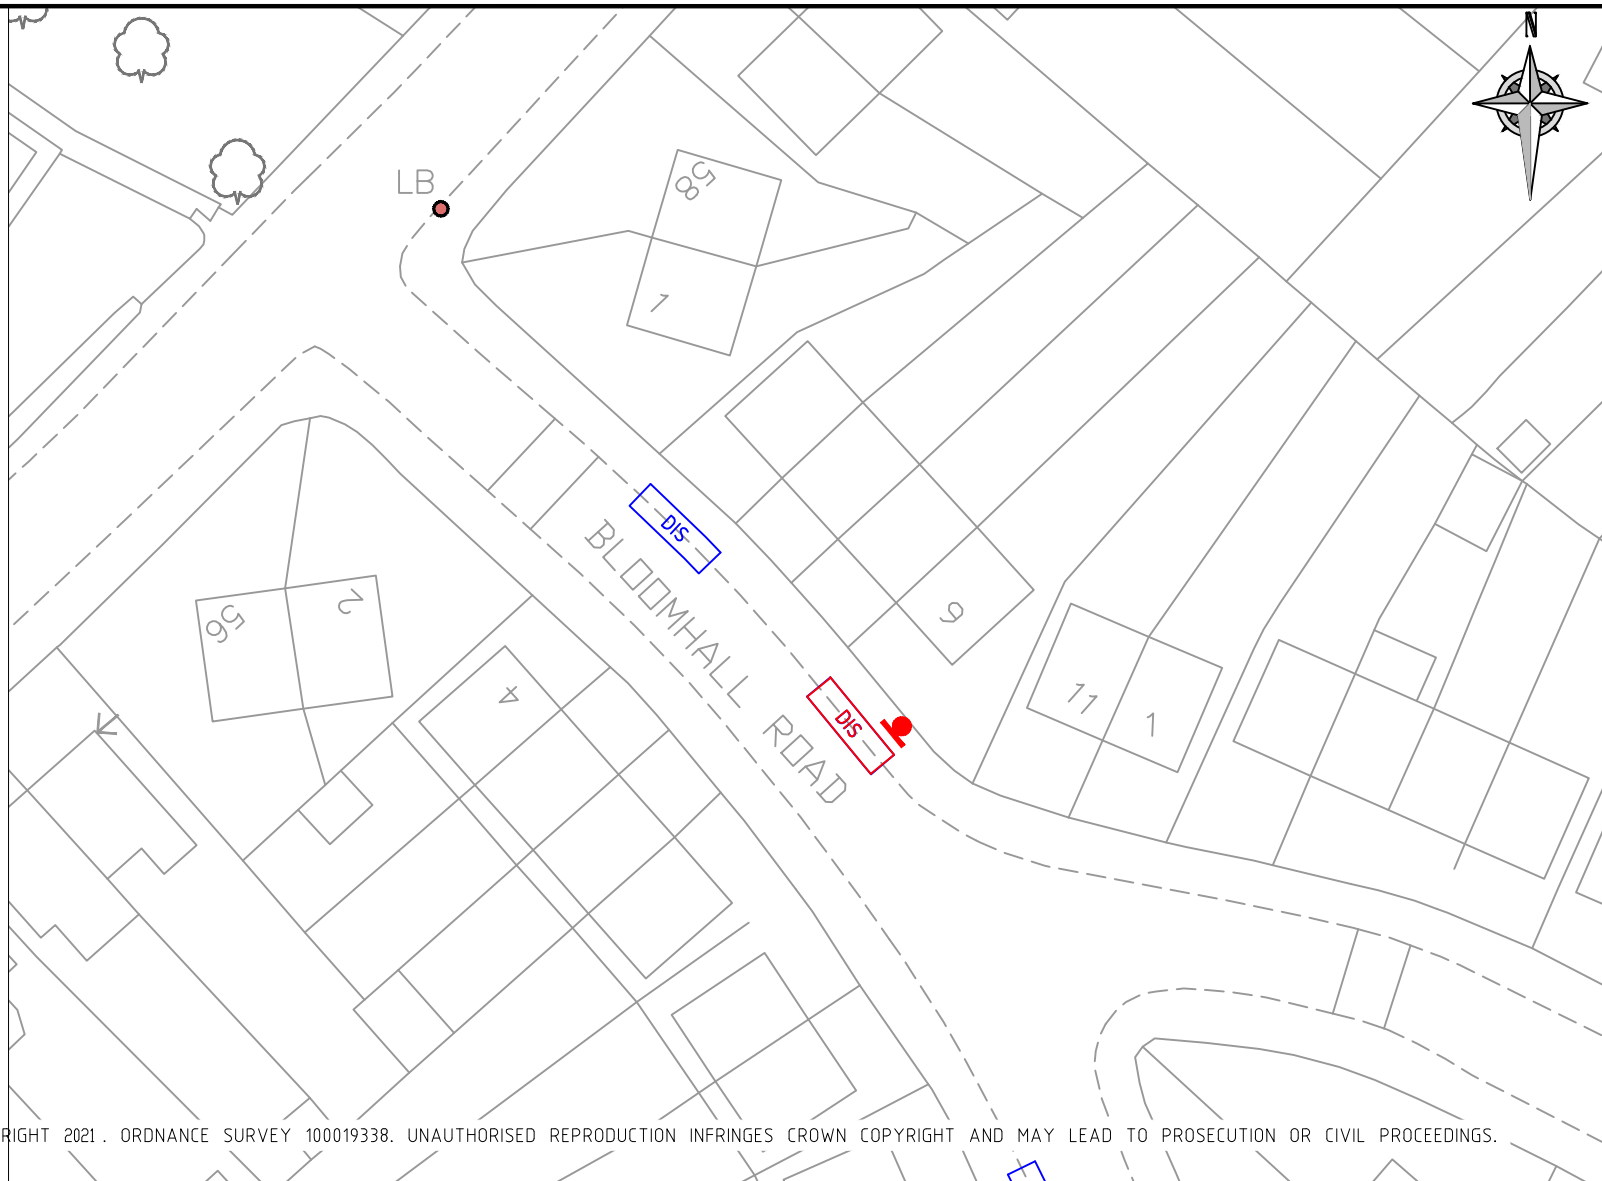 N
LB
58
1
DIS
BLOOMHALL ROAD
9
56
2
4
DIS
11
1
RIGHT 2021. ORDNANCE SURVEY 100019338. UNAUTHORISED REPRODUCTION INFRINGES CROWN COPYRIGHT AND MAY LEAD TO PROSECUTION OR CIVIL PROCEEDINGS.